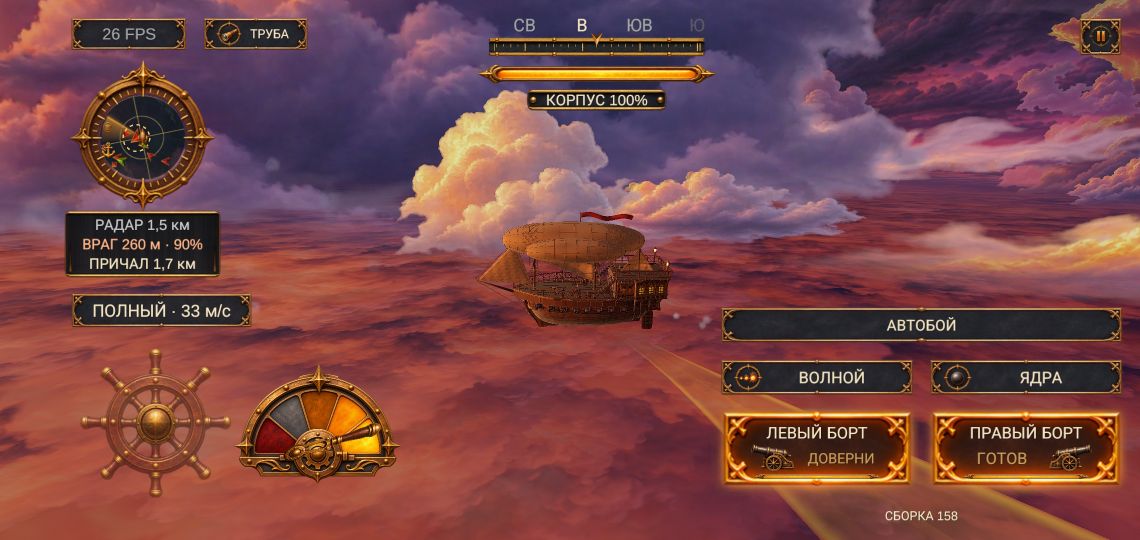 26 FPS
ТРУБА
СВ В ЮВ Ю
КОРПУС 100%
РАДАР 1,5 км
ВРАГ 260 м · 90%
ПРИЧАЛ 1,7 км
ПОЛНЫЙ · 33 м/с
АВТОБОЙ
ВОЛНОЙ
ЯДРА
ЛЕВЫЙ БОРТ
ДОВЕРНИ
ПРАВЫЙ БОРТ
ГОТОВ
СБОРКА 158